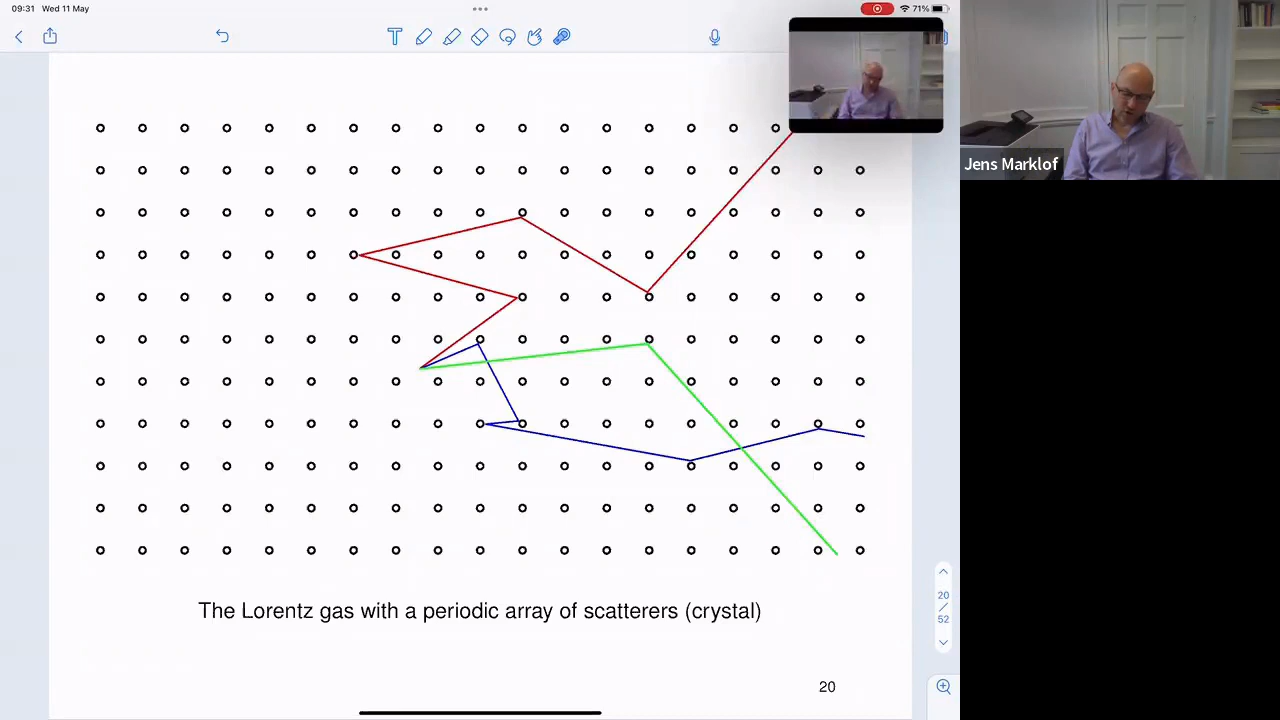 09:31 Wed 11 May
71%
Jens Marklof
20
52
The Lorentz gas with a periodic array of scatterers (crystal)
20